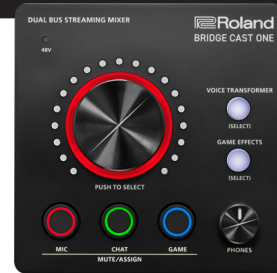 DUAL BUS STREAMING MIXER
Roland
BRIDGE CAST ONE
48V
VOICE TRANSFORMER
(SELECT)
GAME EFFECTS
(SELECT)
PUSH TO SELECT
MIC
CHAT
GAME
PHONES
MUTE/ASSIGN